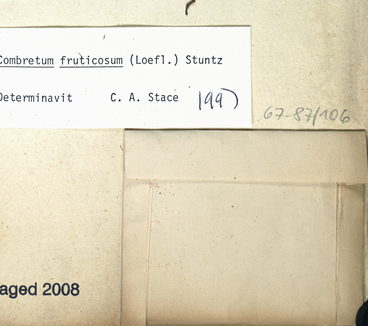 Combretum fruticosum (Loefl.) Stuntz
Determinavit C. A. Stace 1997
67-87/106
aged 2008